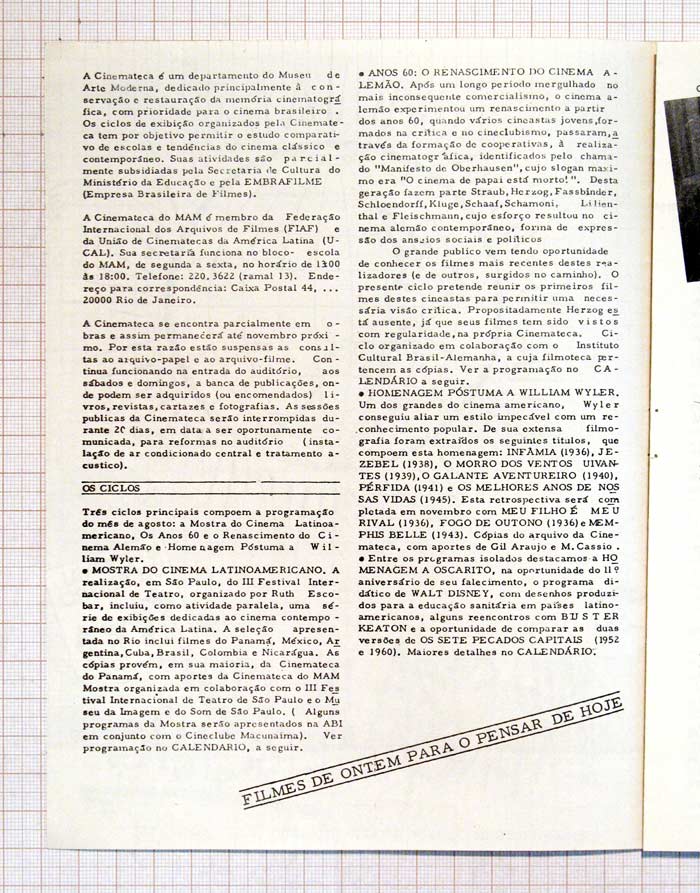 A Cinemateca é um departamento do Museu de
Arte Moderna, dedicado principalmente à con-
servação e restauração da memória cinematográ
fica, com prioridade para o cinema brasileiro .
Os ciclos de exibição organizados pela Cinemate-
ca tem por objetivo permitir o estudo comparati-
vo de escolas e tendências do cinema clássico e
contemporâneo. Suas atividades são parcial-
mente subsidiadas pela Secretaria de Cultura do
Ministério da Educação e pela EMBRAFILME
(Empresa Brasileira de Filmes).
A Cinemateca do MAM é membro da Federação
Internacional dos Arquivos de Filmes (FIAF) e
da União de Cinematecas da América Latina (U-
CAL). Sua secretaria funciona no bloco- escola
do MAM, de segunda a sexta, no horário de 13:00
às 18:00. Telefone: 220.3622 (ramal 13). Ende-
reço para correspondência: Caixa Postal 44, ...
20000 Rio de Janeiro.
A Cinemateca se encontra parcialmente em o-
bras e assim permanecerá até novembro próxi -
mo. Por esta razão estão suspensas as consul-
tas ao arquivo-papel e ao arquivo-filme. Con -
tinua funcionando na entrada do auditório, aos
sábados e domingos, a banca de publicações, on-
de podem ser adquiridos (ou encomendados) li-
vros, revistas, cartazes e fotografias. As sessões
publicas da Cinemateca serão interrompidas du-
rante 20 dias, em data a ser oportunamente co-
municada, para reformas no auditório (insta-
lação de ar condicionado central e tratamento a-
custico).
OS CICLOS
Três ciclos principais compoem a programação
do mês de agosto: a Mostra do Cinema Latinoa-
mericano, Os Anos 60 e o Renascimento do Ci-
nema Alemão e Homenagem Póstuma a Wil-
liam Wyler.
● MOSTRA DO CINEMA LATINOAMERICANO. A
realização, em São Paulo, do III Festival Inter-
nacional de Teatro, organizado por Ruth Esco-
bar, incluiu, como atividade paralela, uma sé-
rie de exibições dedicadas ao cinema contempo -
râneo da América Latina. A seleção apresen-
tada no Rio inclui filmes do Panamá, México, Ar
gentina, Cuba, Brasil, Colombia e Nicarágua. As
cópias provém, em sua maioria, da Cinemateca
do Panamá, com aportes da Cinemateca do MAM
Mostra organizada em colaboração com o III Fes
tival Internacional de Teatro de São Paulo e o Mu
seu da Imagem e do Som de São Paulo. ( Alguns
programas da Mostra serão apresentados na ABI
em conjunto com o Cineclube Macunaima). Ver
programação no CALENDARIO, a seguir.
● ANOS 60: O RENASCIMENTO DO CINEMA A-
LEMÃO. Após um longo periodo mergulhado no
mais inconsequente comercialismo, o cinema a-
lemão experimentou um renascimento a partir
dos anos 60, quando vários cineastas jovens, for-
mados na crítica e no cineclubismo, passaram, a
través da formação de cooperativas, à realiza-
ção cinematográfica, identificados pelo chama-
do "Manifesto de Oberhausen", cujo slogan maxi-
mo era "O cinema de papai está morto!". Desta
geração fazem parte Straub, Herzog, Fassbinder,
Schloendorff, Kluge, Schaaf, Schamoni, Lilien-
thal e Fleischmann, cujo esforço resultou no ci-
nema alemão contemporâneo, forma de expres-
são dos anseios sociais e politicos
O grande publico vem tendo oportunidade
de conhecer os filmes mais recentes destes rea-
lizadores (e de outros, surgidos no caminho). O
presente ciclo pretende reunir os primeiros fil-
mes destes cineastas para permitir uma neces-
sária visão crítica. Propositadamente Herzog es
tá ausente, já que seus filmes tem sido vistos
com regularidade, na própria Cinemateca. Ci-
clo organizado em colaboração com o Instituto
Cultural Brasil-Alemanha, a cuja filmoteca per-
tencem as cópias. Ver a programação no CA-
LENDÁRIO a seguir.
● HOMENAGEM PÓSTUMA A WILLIAM WYLER.
Um dos grandes do cinema americano, Wyler
conseguiu aliar um estilo impecável com um re-
conhecimento popular. De sua extensa filmo-
grafia foram extraídos os seguintes titulos, que
compoem esta homenagem: INFÂMIA (1936), JE-
ZEBEL (1938), O MORRO DOS VENTOS UIVAN-
TES (1939), O GALANTE AVENTUREIRO (1940),
PÉRFIDA (1941) e OS MELHORES ANOS DE NOS
SAS VIDAS (1945). Esta retrospectiva será com
pletada em novembro com MEU FILHO É MEU
RIVAL (1936), FOGO DE OUTONO (1936) e MEM-
PHIS BELLE (1943). Cópias do arquivo da Cine-
mateca, com aportes de Gil Araujo e M. Cassio .
● Entre os programas isolados destacamos a HO
MENAGEM A OSCARITO, na oportunidade do 11º
aniversário de seu falecimento, o programa di-
dático de WALT DISNEY, com desenhos produzi-
dos para a educação sanitária em países latino-
americanos, alguns reencontros com BUSTER
KEATON e a oportunidade de comparar as duas
versões de OS SETE PECADOS CAPITAIS (1952
e 1960). Maiores detalhes no CALENDÁRIO.
FILMES DE ONTEM PARA O PENSAR DE HOJE